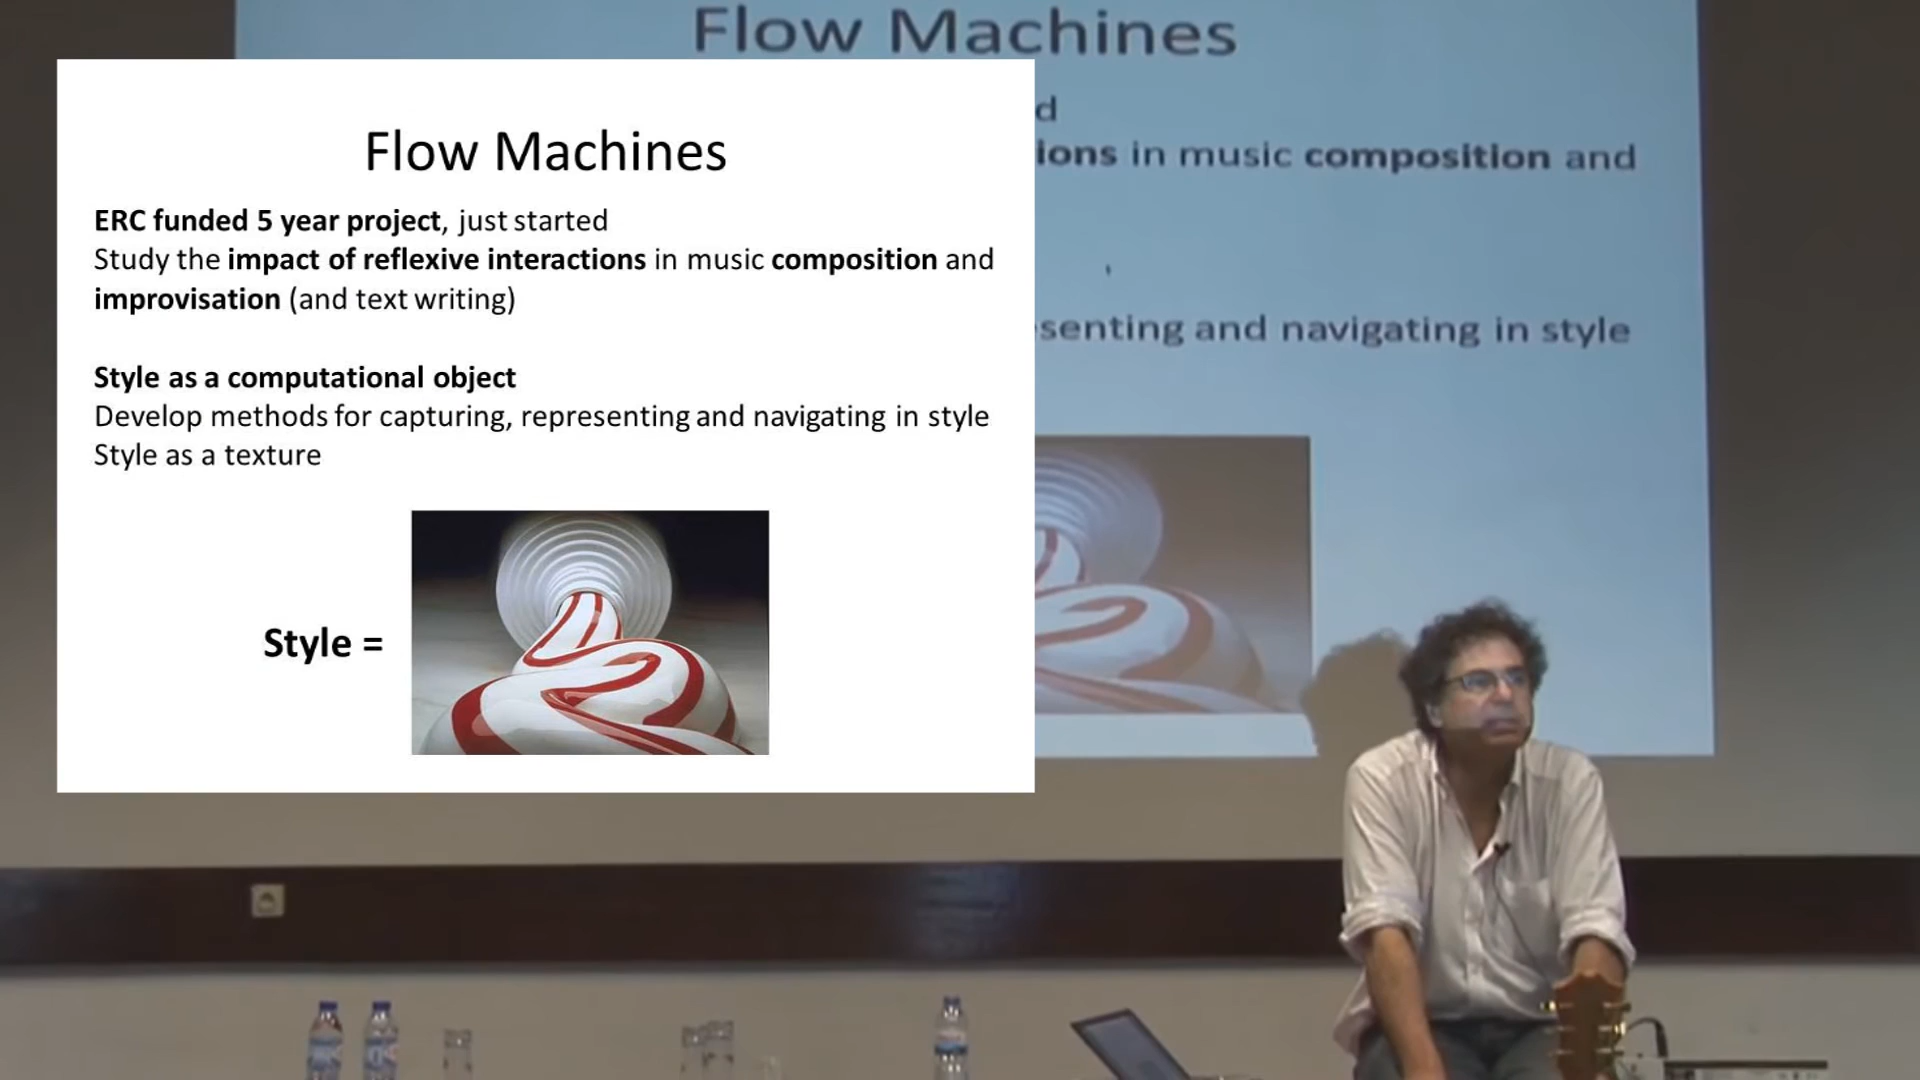 Flow Machines
ERC funded 5 year project, just started
Study the impact of reflexive interactions in music composition and
improvisation (and text writing)
Style as a computational object
Develop methods for capturing, representing and navigating in style
Style as a texture
Style =
Flow Machines
d
ions in music composition and
senting and navigating in style